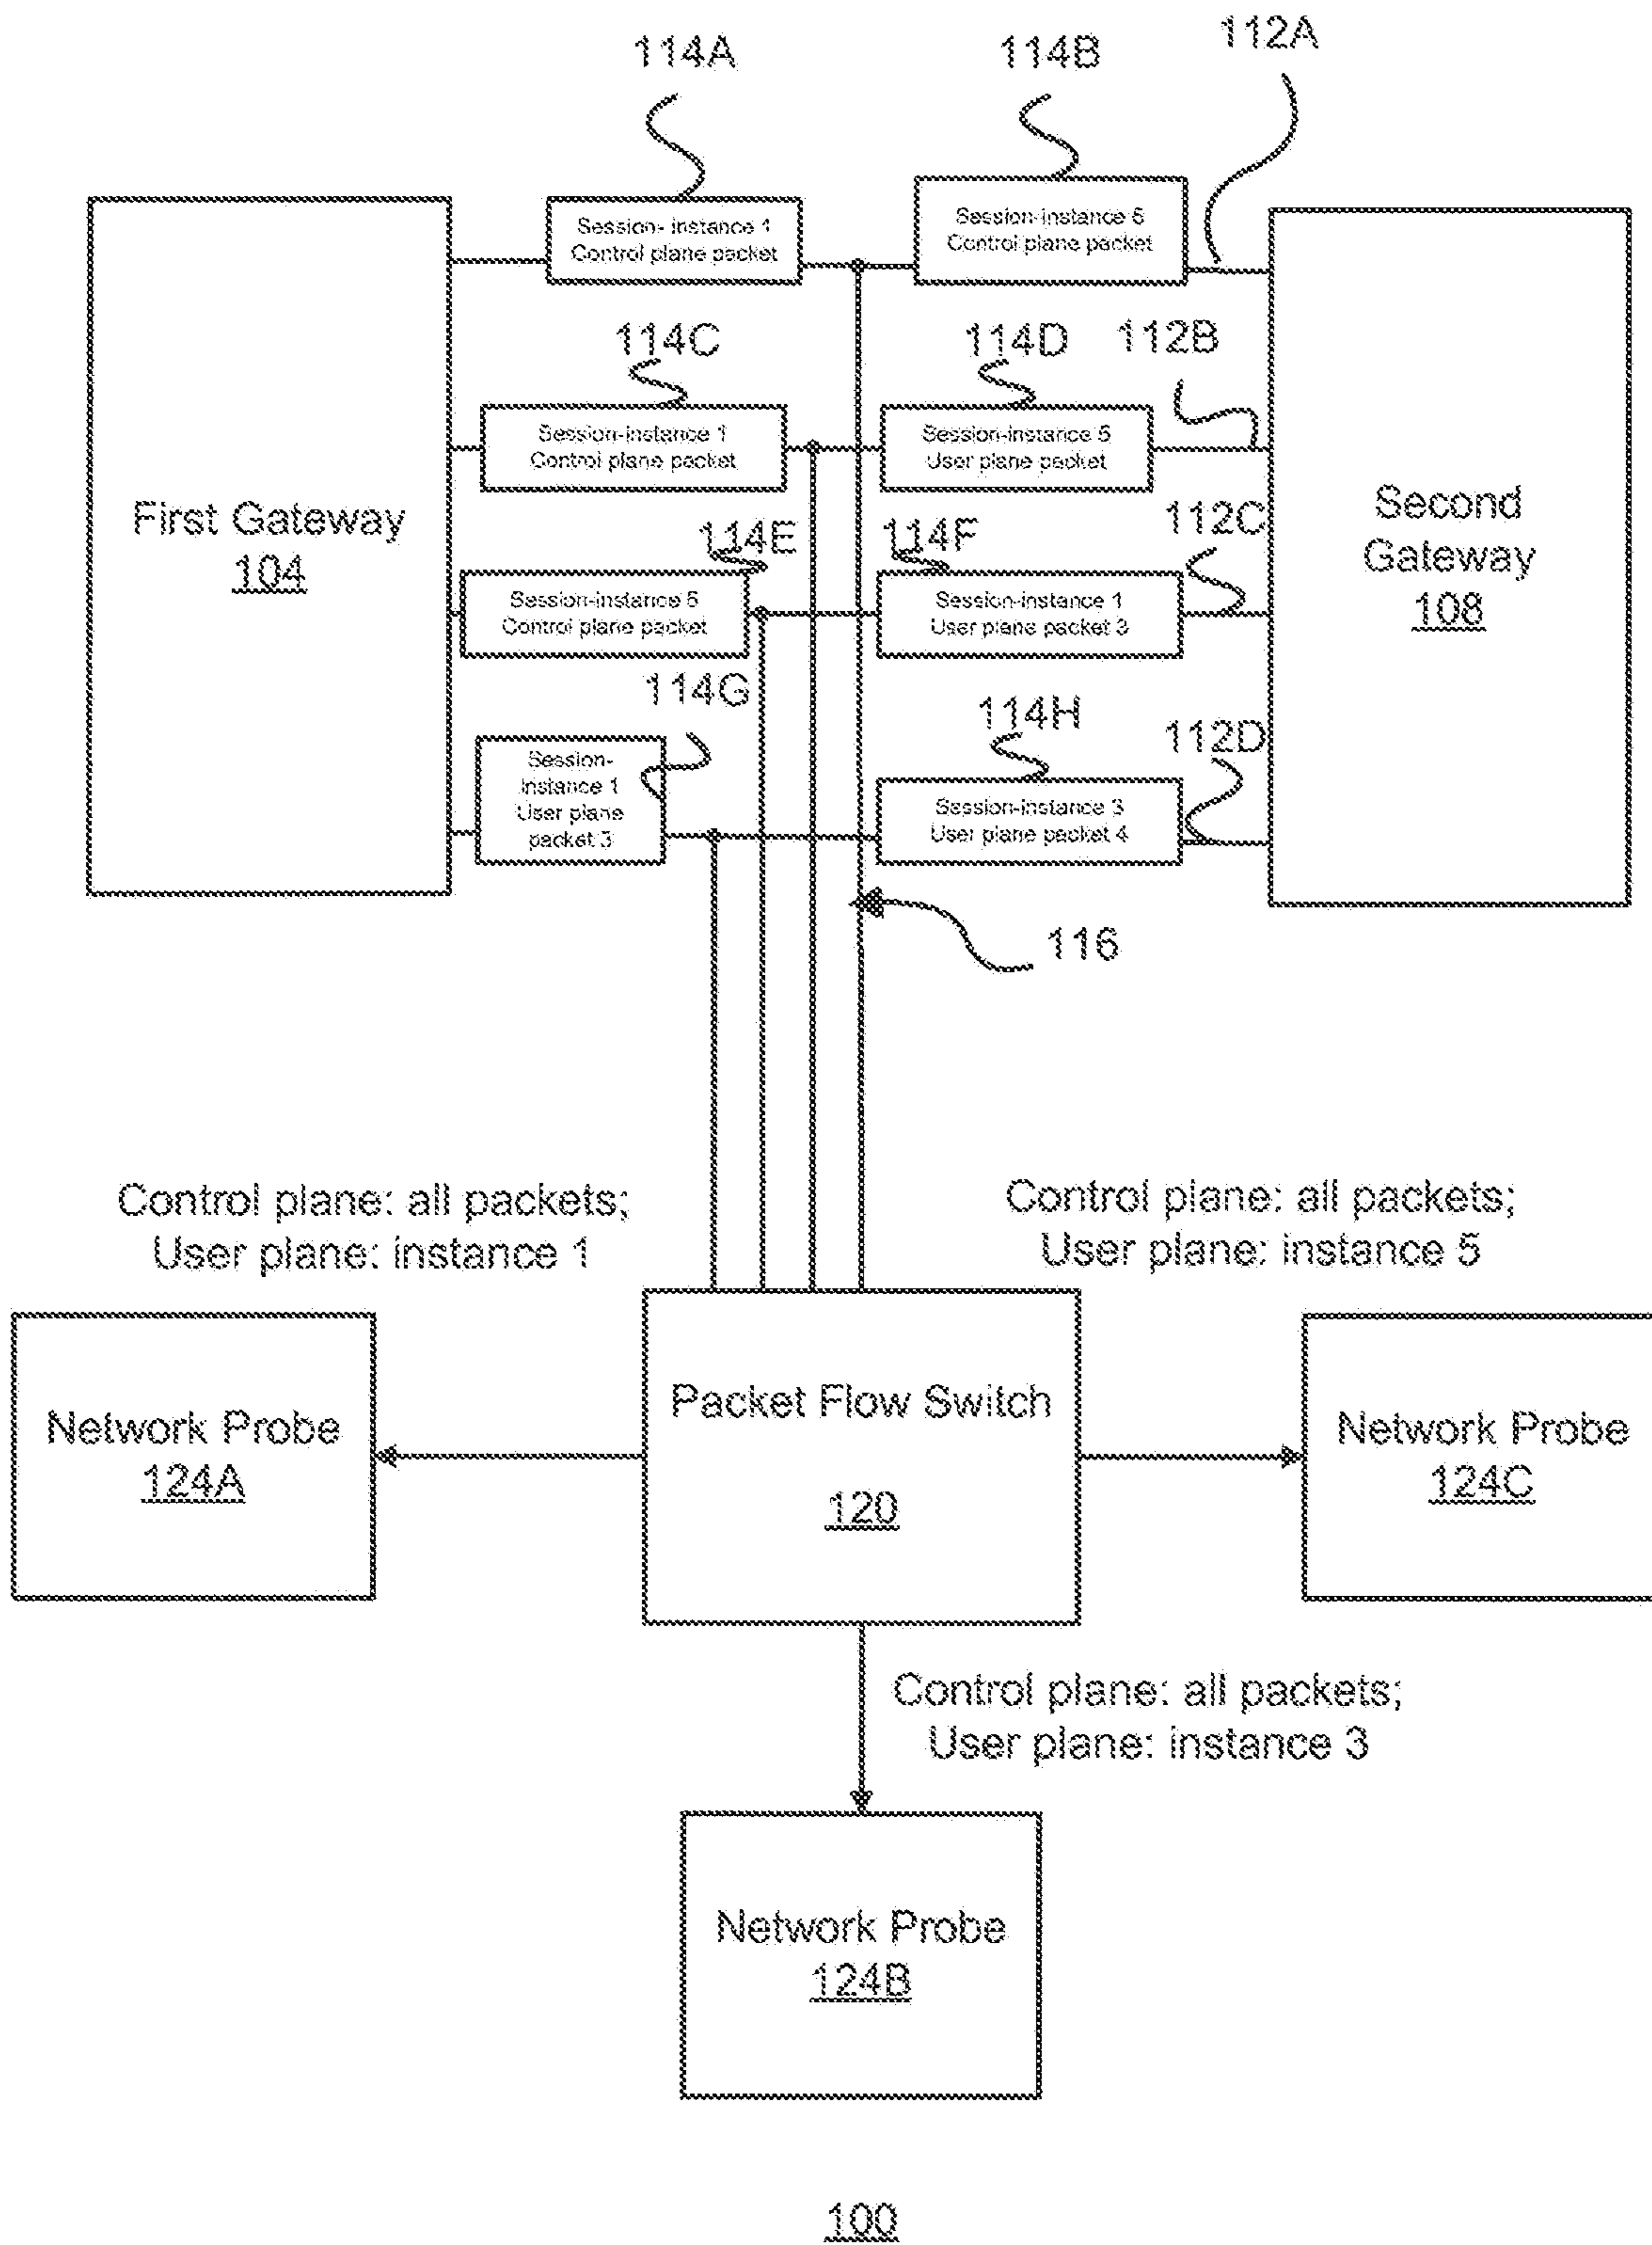 114A
114B
112A
Session- instance 1
Control plane packet
Session-instance 5
Control plane packet
114C
114D
112B
Session-instance 1
Control plane packet
Session-instance 5
User plane packet
First Gateway
104
Second
Gateway
108
114E
114F
112C
Session-instance 5
Control plane packet
Session-instance 1
User plane packet 3
114G
114H
112D
Session-
instance 1
User plane
packet 3
Session-instance 3
User plane packet 4
116
Control plane: all packets;
User plane: instance 1
Control plane: all packets;
User plane: instance 5
Network Probe
124A
Packet Flow Switch
120
Network Probe
124C
Control plane: all packets;
User plane: instance 3
Network Probe
124B
100